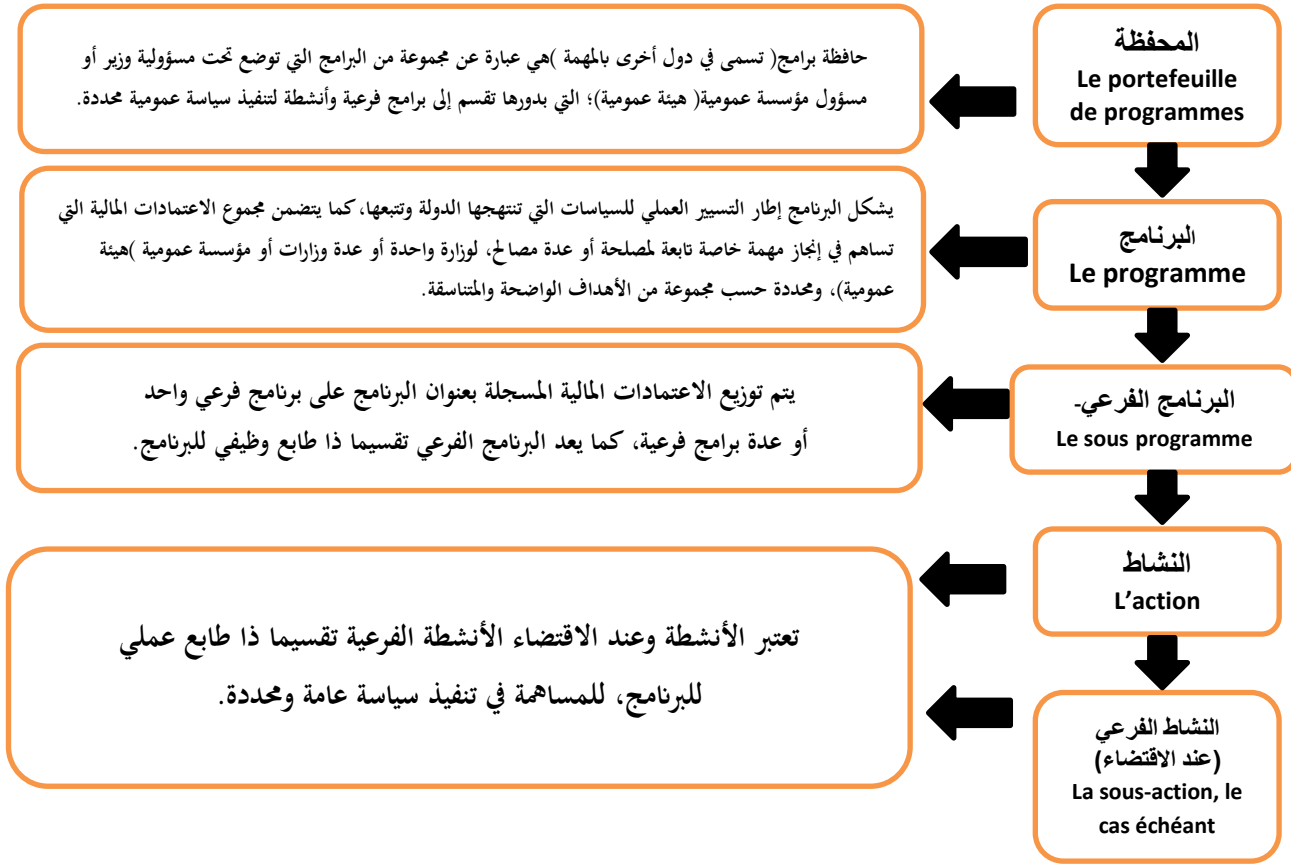 المحفظة
Le portefeuille
de programmes
حافظة برامج( تسمى في دول أخرى بالمهمة )هي عبارة عن مجموعة من البرامج التي توضع تحت مسؤولية وزير أو
مسؤول مؤسسة عمومية( هيئة عمومية)؛ التي بدورها تقسم إلى برامج فرعية وأنشطة لتنفيذ سياسة عمومية محددة.
البرنامج
Le programme
يشكل البرنامج إطار التسيير العملي للسياسات التي تنتهجها الدولة وتتبعها، كما يتضمن مجموع الاعتمادات المالية التي
تساهم في إنجاز مهمة خاصة تابعة لمصلحة أو عدة مصالح، لوزارة واحدة أو عدة وزارات أو مؤسسة عمومية )هيئة
عمومية)، ومحددة حسب مجموعة من الأهداف الواضحة والمتناسقة.
البرنامج الفرعي-
Le sous programme
يتم توزيع الاعتمادات المالية المسجلة بعنوان البرنامج على برنامج فرعي واحد
أو عدة برامج فرعية، كما يعد البرنامج الفرعي تقسيما ذا طابع وظيفي للبرنامج.
النشاط
L’action
تعتبر الأنشطة وعند الاقتضاء الأنشطة الفرعية تقسيما ذا طابع عملي
للبرنامج، للمساهمة في تنفيذ سياسة عامة ومحددة.
النشاط الفرعي
(عند الاقتضاء)
La sous-action, le
cas échéant